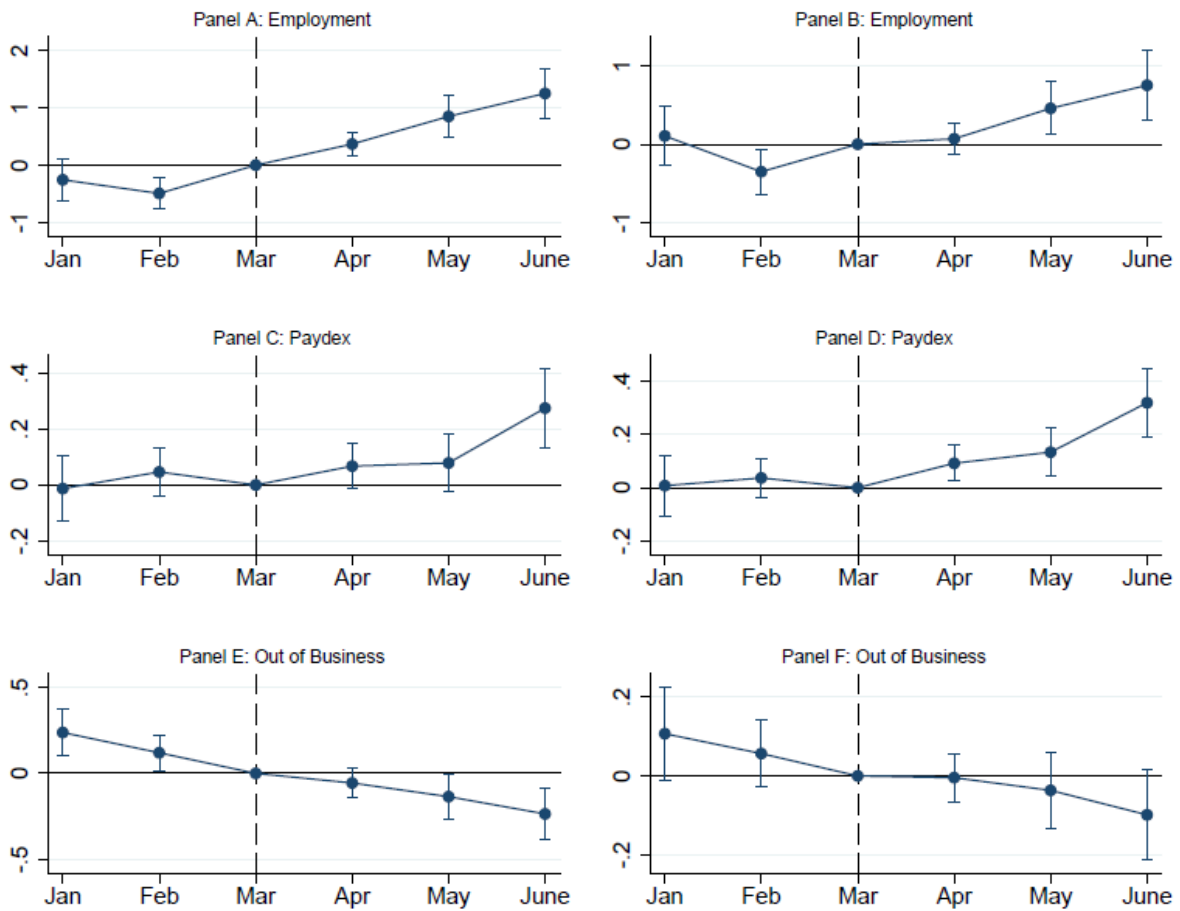 Panel A: Employment
2
1
0
-1
Jan Feb Mar Apr May June
Panel B: Employment
1
0
-1
Jan Feb Mar Apr May June
Panel C: Paydex
.4
.2
0
-.2
Jan Feb Mar Apr May June
Panel D: Paydex
.4
.2
0
-.2
Jan Feb Mar Apr May June
Panel E: Out of Business
.5
0
-.5
Jan Feb Mar Apr May June
Panel F: Out of Business
.2
0
-.2
Jan Feb Mar Apr May June